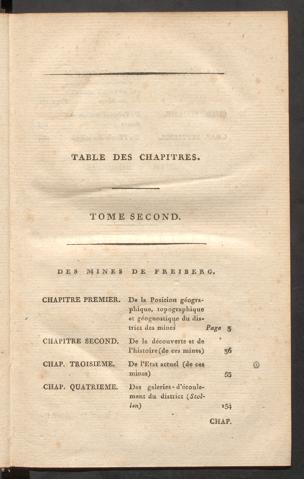 TABLE DES CHAPITRES.
TOME SECOND.
DES MINES DE FREIBERG.
CHAPITRE PREMIER. De la Position géogra-
phique, topographique
et géognostique du dis-
trict des mines Page 5
CHAPITRE SECOND. De la découverte et de
l'histoire (de ces mines) 36
CHAP. TROISIEME. De l'Etat actuel (de ces
mines) 55
CHAP. QUATRIEME. Des galeries-d'écoule-
ment du district (Stol-
len) 154
CHAP.